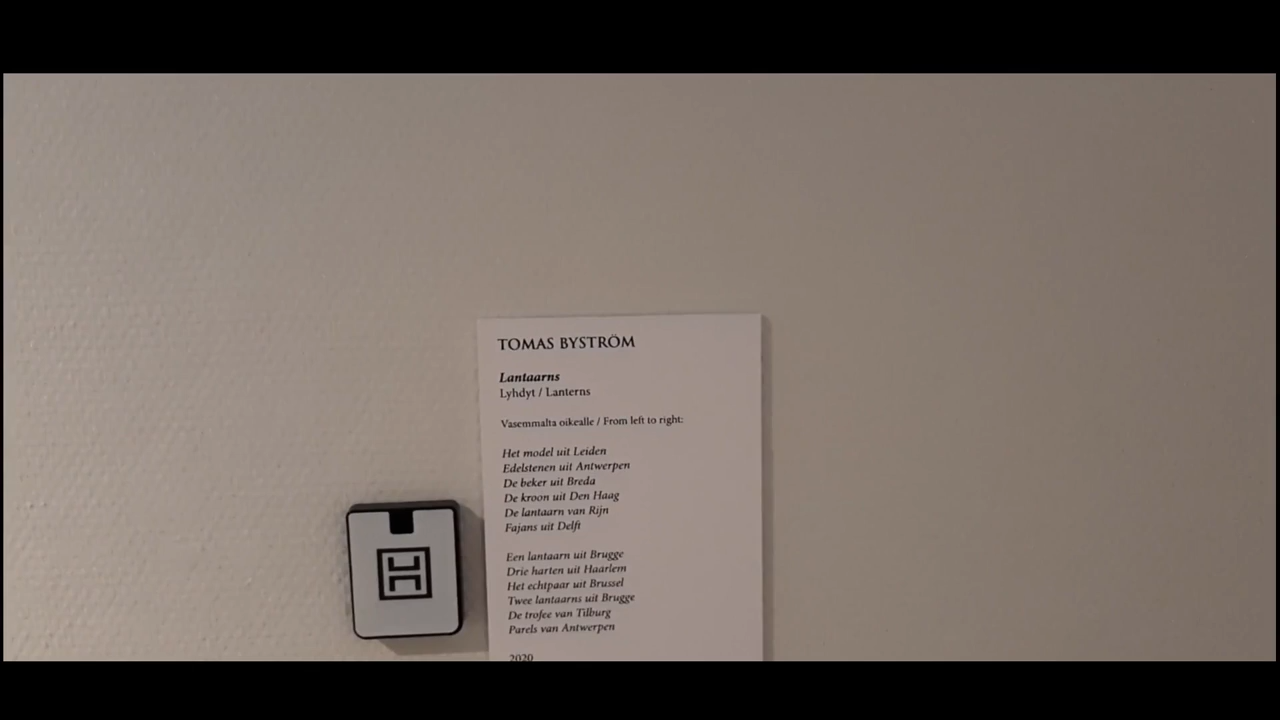 TOMAS BYSTRÖM
Lantaarns
Lyhdyt / Lanterns
Vasemmalta oikealle / From left to right:
Het model uit Leiden
Edelstenen uit Antwerpen
De beker uit Breda
De kroon uit Den Haag
De lantaarn van Rijn
Fajans uit Delft
Een lantaarn uit Brugge
Drie harten uit Haarlem
Het echtpaar uit Brussel
Twee lantaarns uit Brugge
De trofee van Tilburg
Parels van Antwerpen
2020